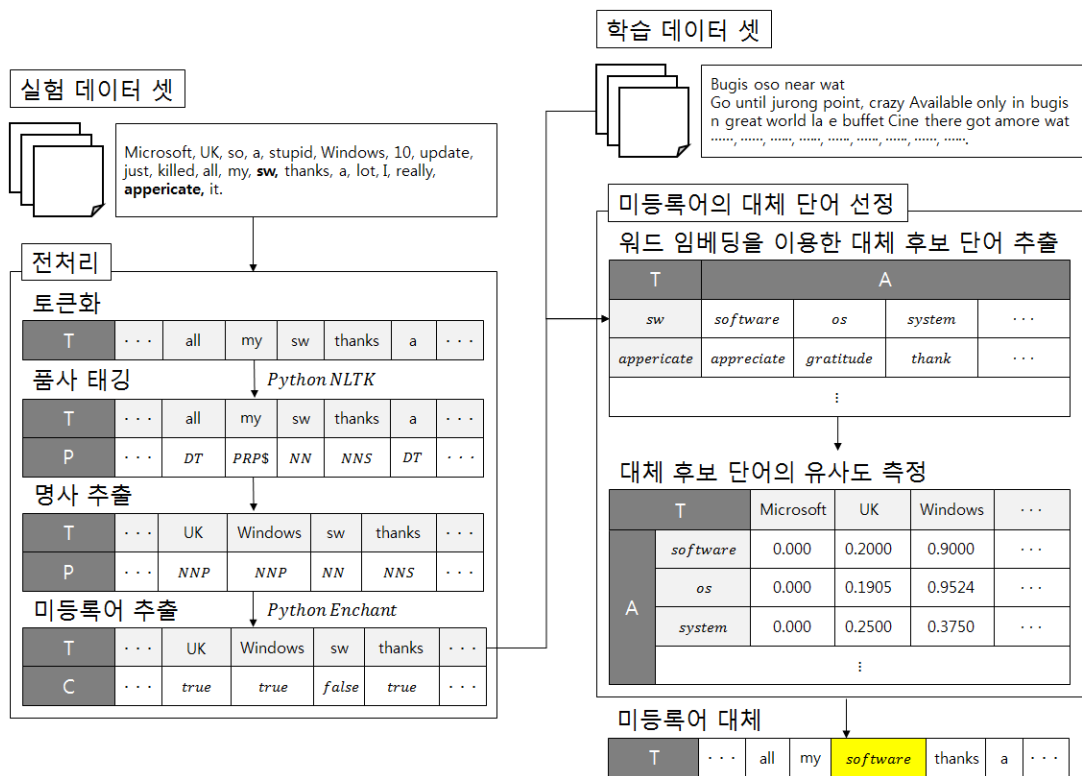 실험 데이터 셋
Microsoft, UK, so, a, stupid, Windows, 10, update,
just, killed, all, my, sw, thanks, a, lot, I, really,
appericate, it.
전처리
토큰화
T · · · all my sw thanks a · · ·
품사 태깅
Python NLTK
T · · · all my sw thanks a · · ·
P · · · DT PRP$ NN NNS DT · · ·
명사 추출
T · · · UK Windows sw thanks · · ·
P · · · NNP NNP NN NNS · · ·
미등록어 추출
Python Enchant
T · · · UK Windows sw thanks · · ·
C · · · true true false true · · ·
학습 데이터 셋
Bugis oso near wat
Go until jurong point, crazy Available only in bugis
n great world la e buffet Cine there got amore wat
······, ······, ······, ······, ······, ······, ······, ······, ······.
미등록어의 대체 단어 선정
워드 임베딩을 이용한 대체 후보 단어 추출
T A
sw software os system · · ·
appericate appreciate gratitude thank · · ·
⋮
대체 후보 단어의 유사도 측정
T Microsoft UK Windows · · ·
A
software 0.000 0.2000 0.9000 · · ·
os 0.000 0.1905 0.9524 · · ·
system 0.000 0.2500 0.3750 · · ·
⋮
미등록어 대체
T · · · all my software thanks a · · ·